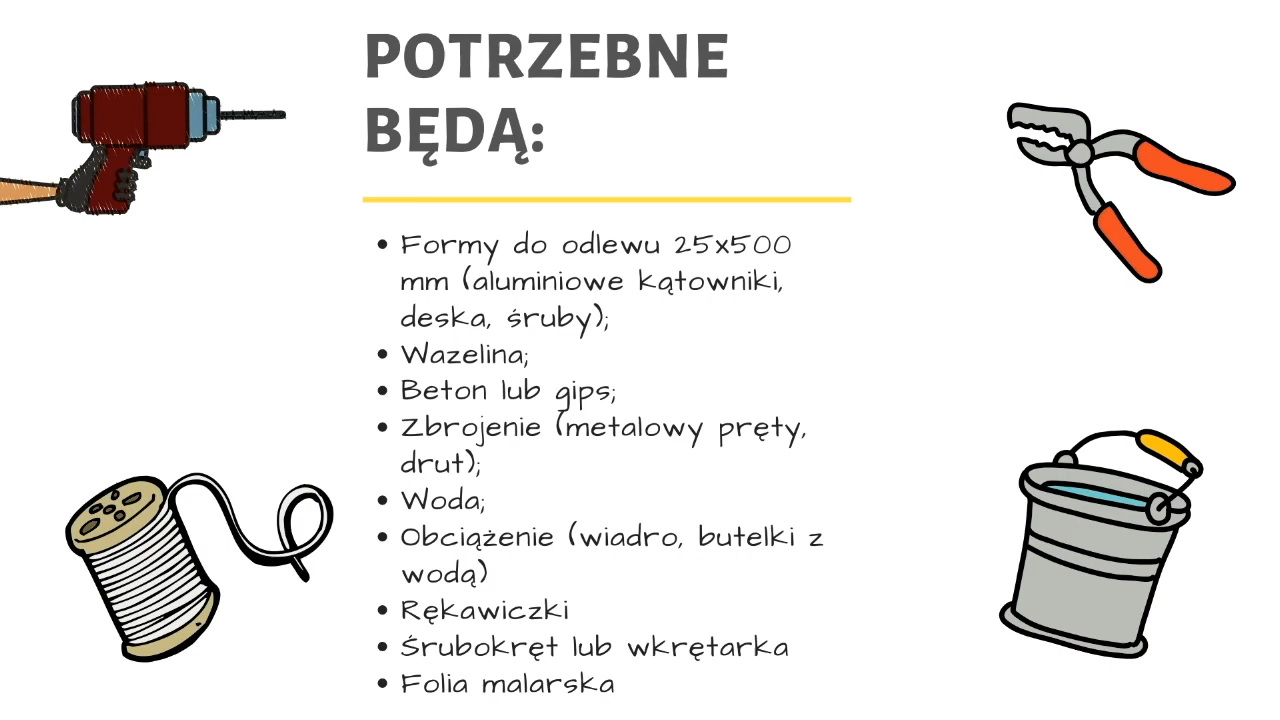 POTRZEBNE
BĘDĄ:
• Formy do odlewu 25x500
mm (aluminiowe kątowniki,
deska, śruby);
• Wazelina;
• Beton lub gips;
• Zbrojenie (metalowy pręty,
drut);
• Woda;
• Obciążenie (wiadro, butelki z
wodą)
• Rękawiczki
• Śrubokręt lub wkrętarka
• Folia malarska